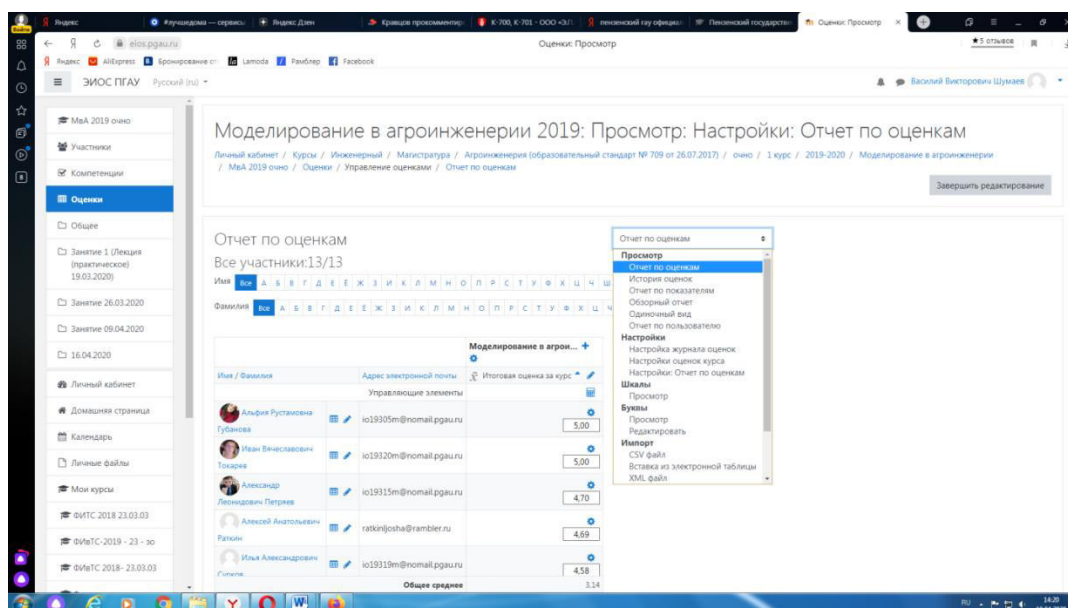 Яндекс
#лучшедома — сервисы
Яндекс Дзен
Кравцов прокомментир
К-700, К-701 - ООО «ЗЛ
пензенский гау официал
Пензенский государстве
Оценки: Просмотр
Войти
eios.pgau.ru
Оценки: Просмотр
★ 5 отзывов
Яндекс
AliExpress
Бронирование от
Lamoda
Рамблер
Facebook
ЭИОС ПГАУ
Русский (ru)
Василий Викторович Шумаев
МвА 2019 очно
Участники
Компетенции
Оценки
Общее
Занятие 1 (Лекция
(практическое)
19.03.2020)
Занятие 26.03.2020
Занятие 09.04.2020
16.04.2020
Личный кабинет
Домашняя страница
Календарь
Личные файлы
Мои курсы
ФИТС 2018 23.03.03
ФИвТС-2019 - 23 - зо
ФИвТС 2018- 23.03.03
Моделирование в агроинженерии 2019: Просмотр: Настройки: Отчет по оценкам
Личный кабинет / Курсы / Инженерный / Магистратура / Агроинженерия (образовательный стандарт № 709 от 26.07.2017) / очно / 1 курс / 2019-2020 / Моделирование в агроинженерии
/ МвА 2019 очно / Оценки / Управление оценками / Отчет по оценкам
Завершить редактирование
Отчет по оценкам
Все участники:13/13
Имя Все А Б В Г Д Е Ё Ж З И К Л М Н О П Р С Т У Ф Х Ц Ч Ш
Фамилия Все А Б В Г Д Е Ё Ж З И К Л М Н О П Р С Т У Ф Х Ц Ч
Моделирование в агрои...
Имя / Фамилия
Адрес электронной почты
Итоговая оценка за курс
Управляющие элементы
Альфия Рустамовна
Губанова
io19305m@nomail.pgau.ru
5,00
Иван Вячеславович
Токарев
io19320m@nomail.pgau.ru
5,00
Александр
Леонидович Петряев
io19315m@nomail.pgau.ru
4,70
Алексей Анатольевич
Раткин
ratkinljosha@rambler.ru
4,69
Илья Александрович
io19319m@nomail.pgau.ru
4,58
Общее среднее
3,14
Отчет по оценкам
Просмотр
Отчет по оценкам
История оценок
Отчет по показателям
Обзорный отчет
Одиночный вид
Отчет по пользователю
Настройки
Настройка журнала оценок
Настройки оценок курса
Настройки: Отчет по оценкам
Шкалы
Просмотр
Буквы
Просмотр
Редактировать
Импорт
CSV файл
Вставка из электронной таблицы
XML файл
RU
14:20